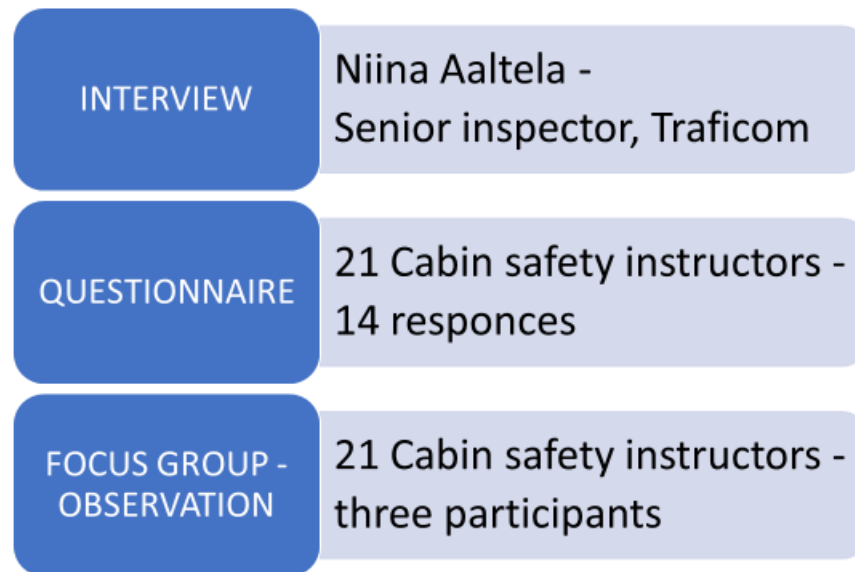 INTERVIEW
Niina Aaltela -
Senior inspector, Traficom
QUESTIONNAIRE
21 Cabin safety instructors -
14 responces
FOCUS GROUP -
OBSERVATION
21 Cabin safety instructors -
three participants